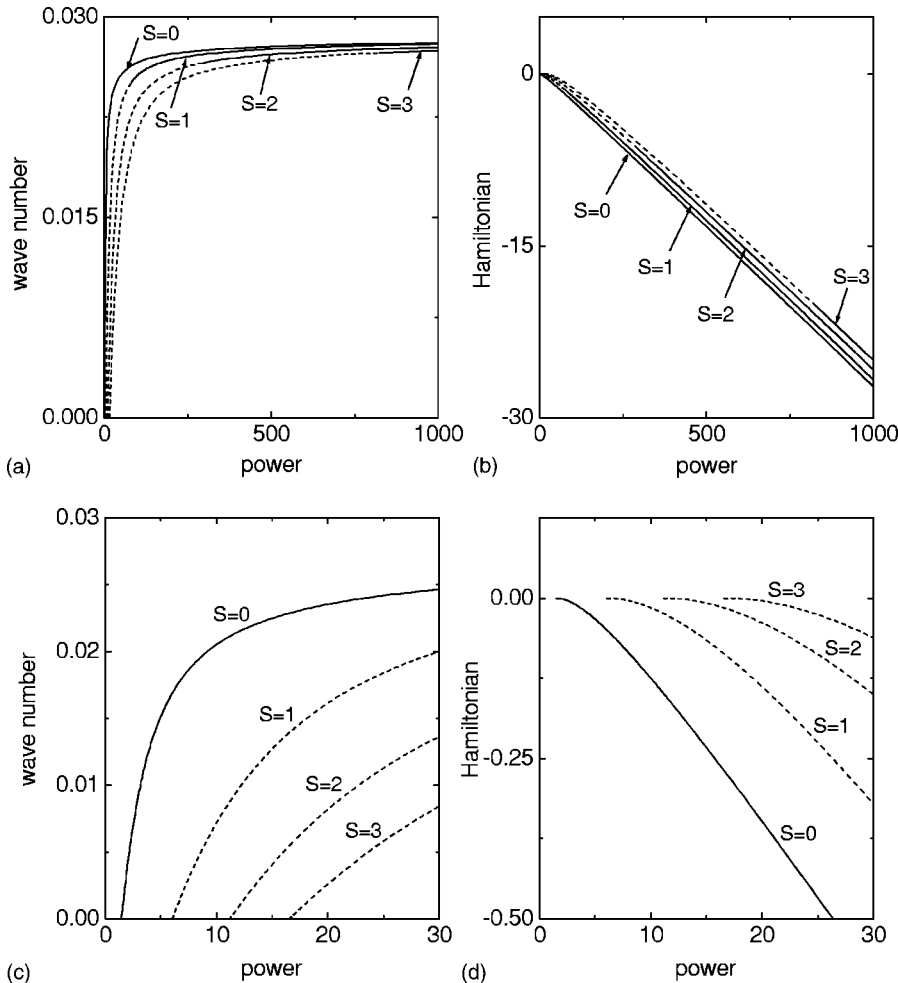 0.030
0.015
0.000
wave number
S=0
S=1
S=2
S=3
0
500
1000
power
(a)
0
-15
-30
Hamiltonian
S=0
S=1
S=2
S=3
0
500
1000
power
(b)
0.03
0.02
0.01
0.00
wave number
S=0
S=1
S=2
S=3
0
10
20
30
power
(c)
0.00
-0.25
-0.50
Hamiltonian
S=3
S=2
S=1
S=0
0
10
20
30
power
(d)